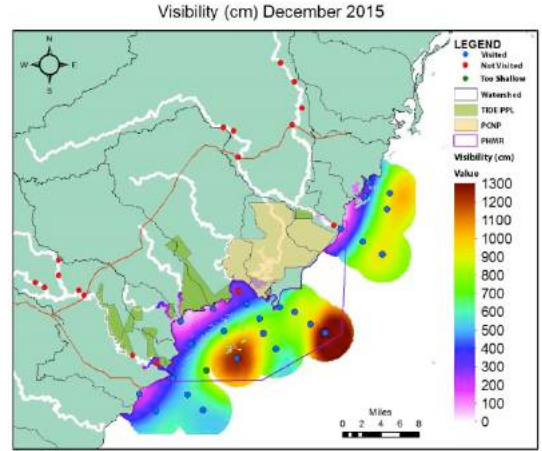 Visibility (cm) December 2015
N
W E
S
LEGEND
Visited
Not Visited
Too Shallow
Watershed
TIDE PPL
PCNP
PHMR
Visibility (cm)
Value
1300
1200
1100
1000
900
800
700
600
500
400
300
200
100
0
Miles
0 1 2 4 6 8